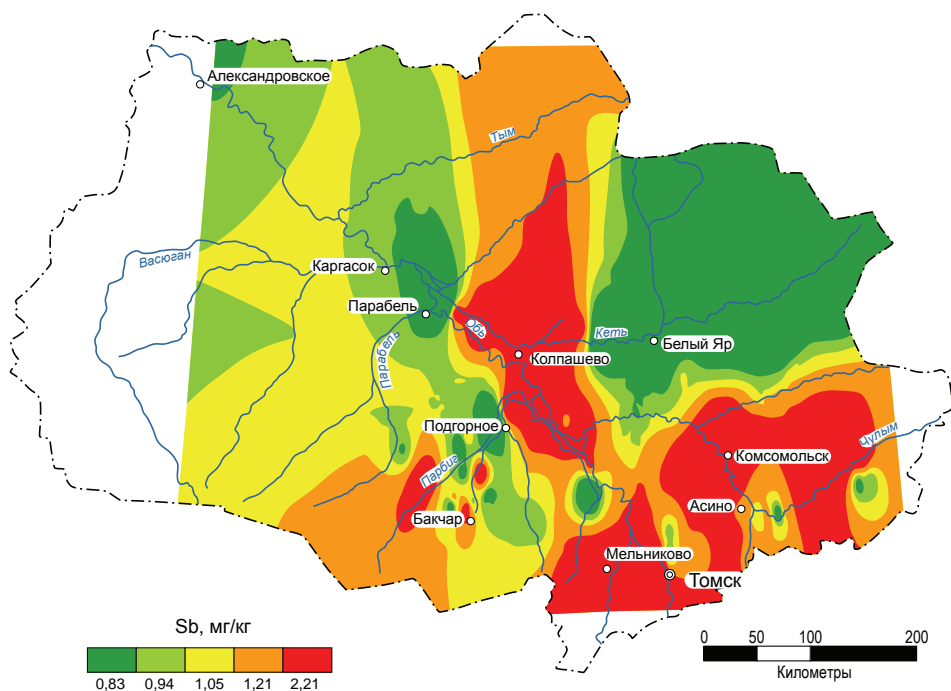 Александровское
Тым
Васюган
Каргасок
Парабель
Обь
Кеть
Белый Яр
Колпашево
Парабель
Подгорное
Чулым
Комсомольск
Парбиг
Асино
Бакчар
Мельниково
Томск
Sb, мг/кг
0,83 0,94 1,05 1,21 2,21
0 50 100 200
Километры